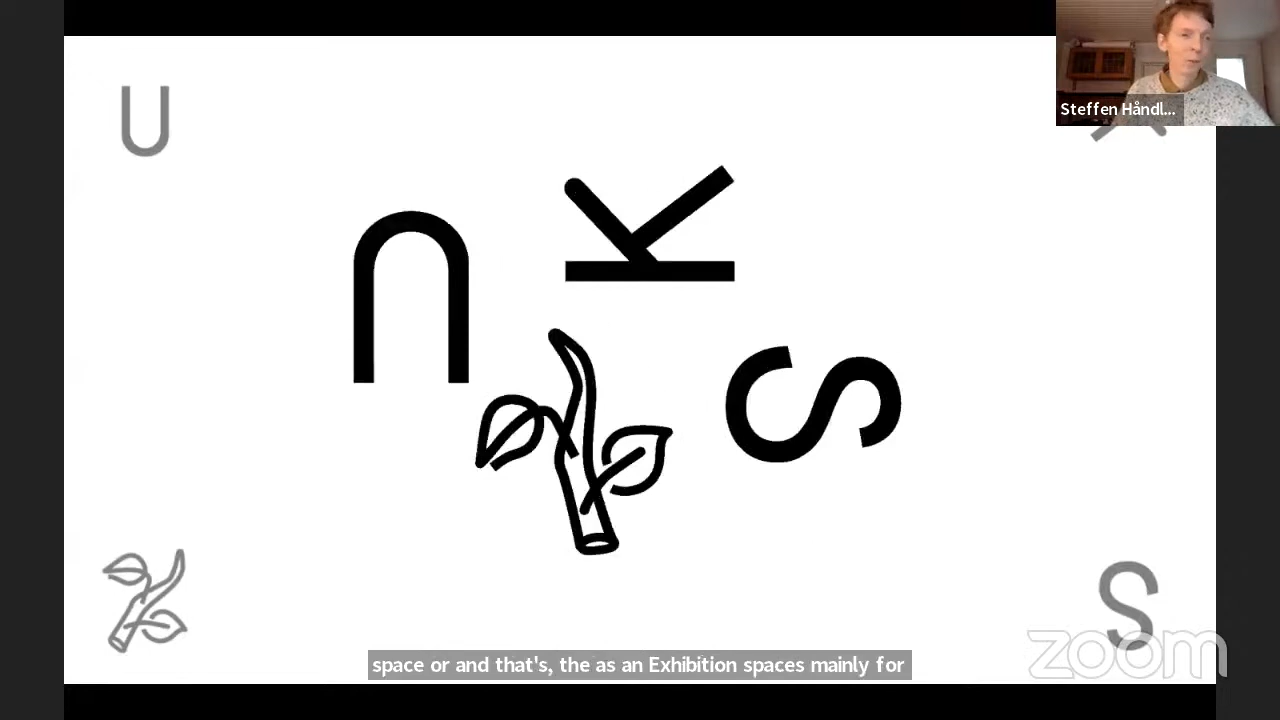 U
Steffen Håndl...
K
U
S
S
zoom
space or and that's, the as an Exhibition spaces mainly for